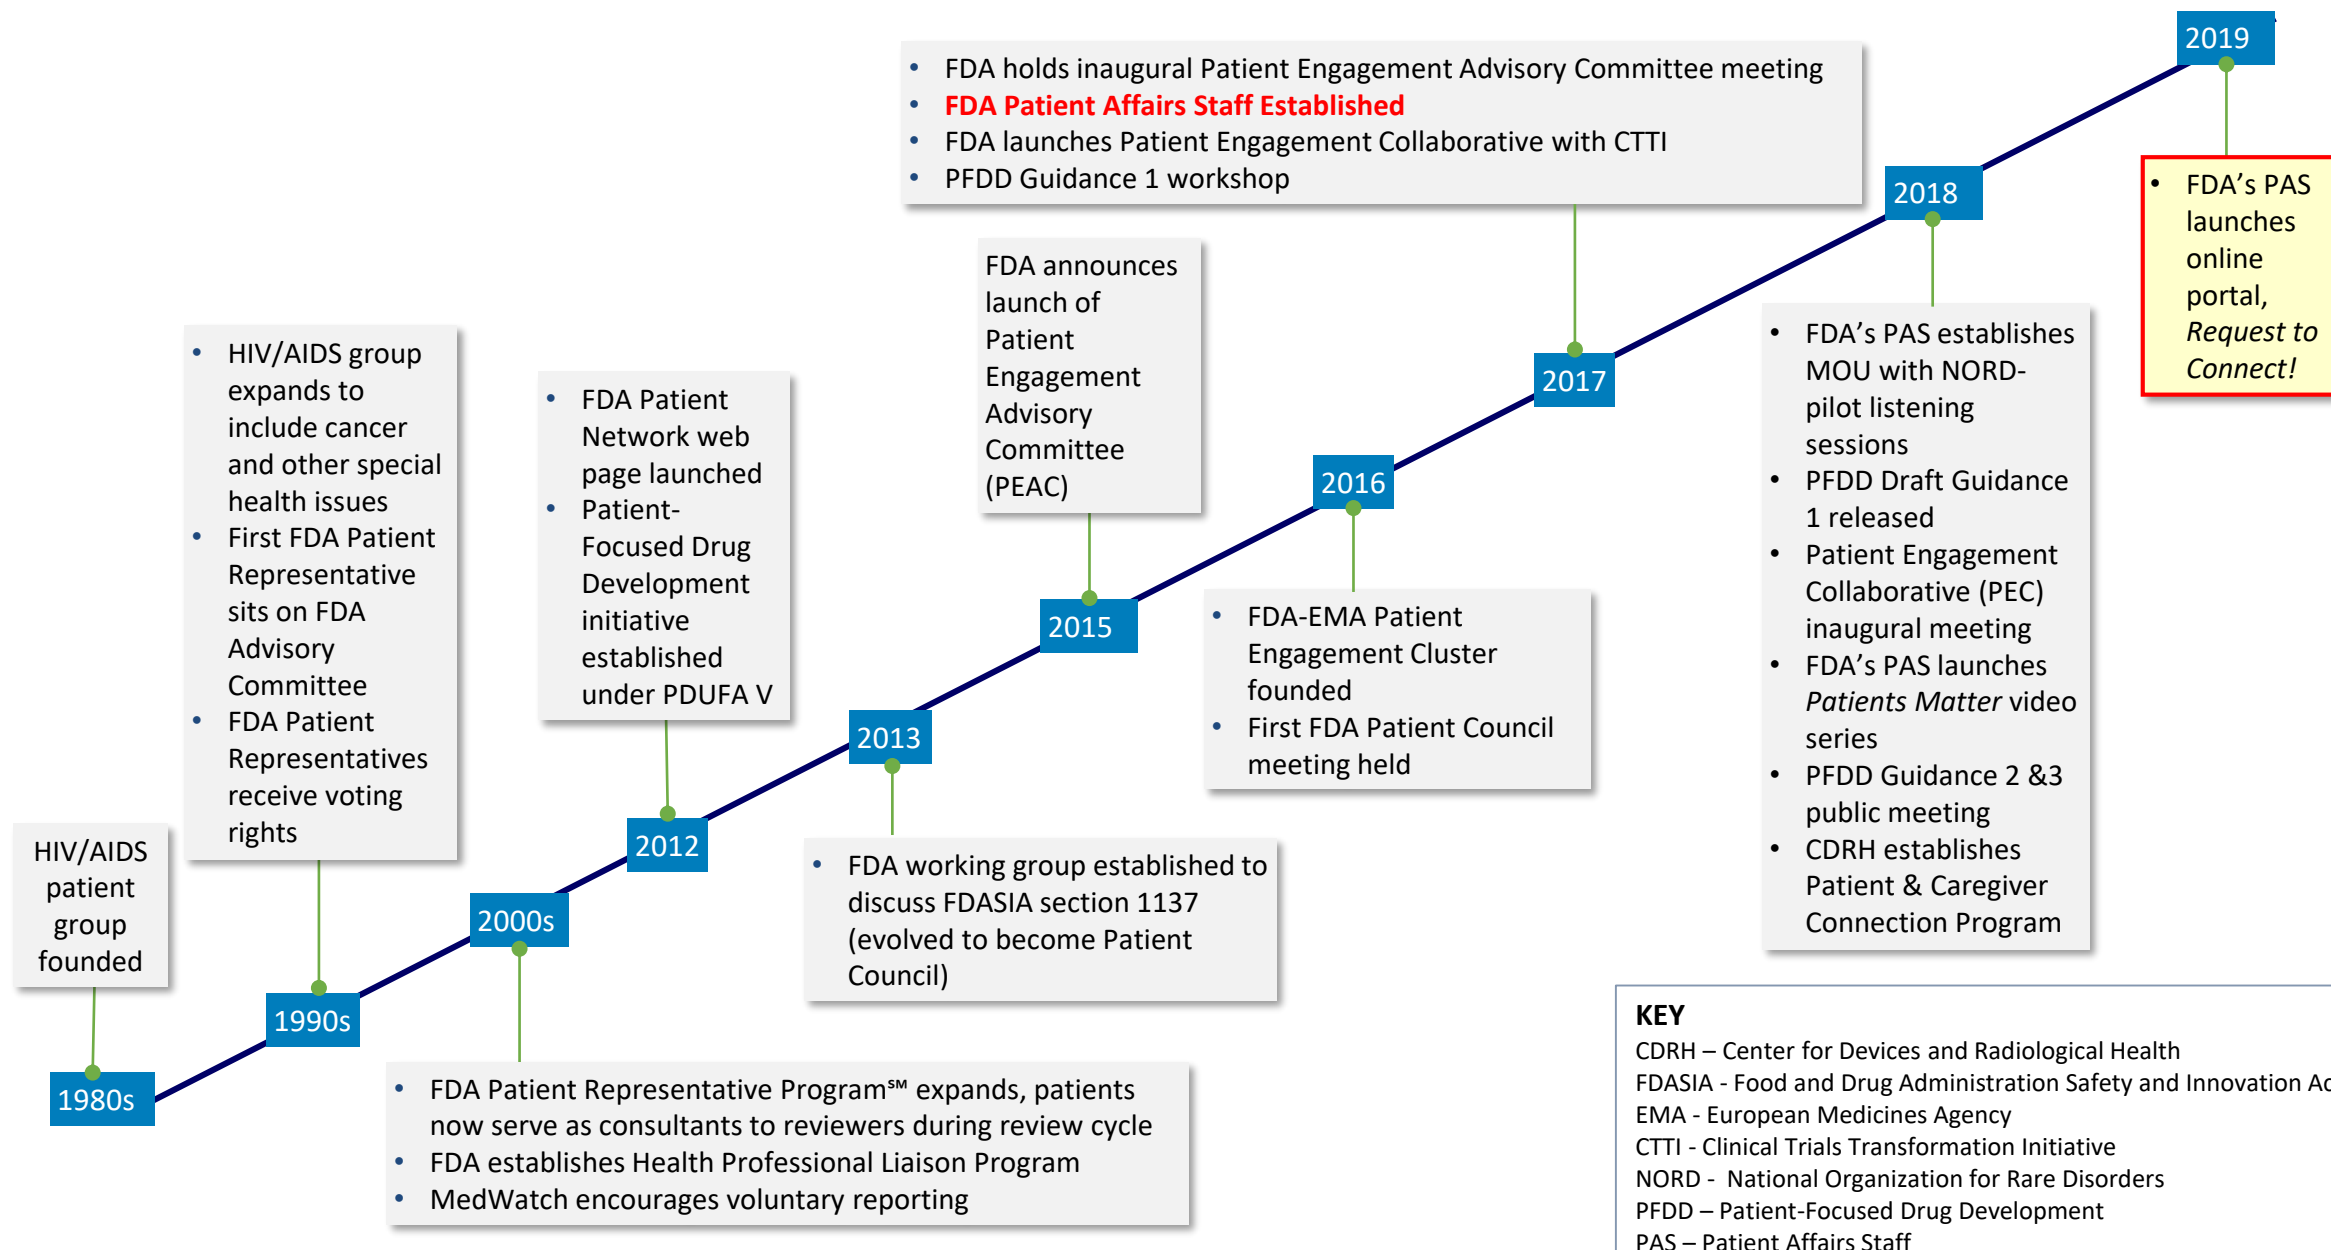 2019
• FDA holds inaugural Patient Engagement Advisory Committee meeting
• FDA Patient Affairs Staff Established
• FDA launches Patient Engagement Collaborative with CTTI
• PFDD Guidance 1 workshop
2018
• FDA’s PAS
launches
online
portal,
Request to
Connect!
FDA announces
launch of
Patient
Engagement
Advisory
Committee
(PEAC)
• HIV/AIDS group
expands to
include cancer
and other special
health issues
• First FDA Patient
Representative
sits on FDA
Advisory
Committee
• FDA Patient
Representatives
receive voting
rights
• FDA Patient
Network web
page launched
• Patient-
Focused Drug
Development
initiative
established
under PDUFA V
2017
• FDA’s PAS establishes
MOU with NORD-
pilot listening
sessions
• PFDD Draft Guidance
1 released
• Patient Engagement
Collaborative (PEC)
inaugural meeting
• FDA’s PAS launches
Patients Matter video
series
• PFDD Guidance 2 &3
public meeting
• CDRH establishes
Patient & Caregiver
Connection Program
2016
2015
• FDA-EMA Patient
Engagement Cluster
founded
• First FDA Patient Council
meeting held
2013
2012
HIV/AIDS
patient
group
founded
• FDA working group established to
discuss FDASIA section 1137
(evolved to become Patient
Council)
2000s
1990s
1980s
• FDA Patient Representative Program℠ expands, patients
now serve as consultants to reviewers during review cycle
• FDA establishes Health Professional Liaison Program
• MedWatch encourages voluntary reporting
KEY
CDRH – Center for Devices and Radiological Health
FDASIA - Food and Drug Administration Safety and Innovation Ac
EMA - European Medicines Agency
CTTI - Clinical Trials Transformation Initiative
NORD - National Organization for Rare Disorders
PFDD – Patient-Focused Drug Development
PAS – Patient Affairs Staff